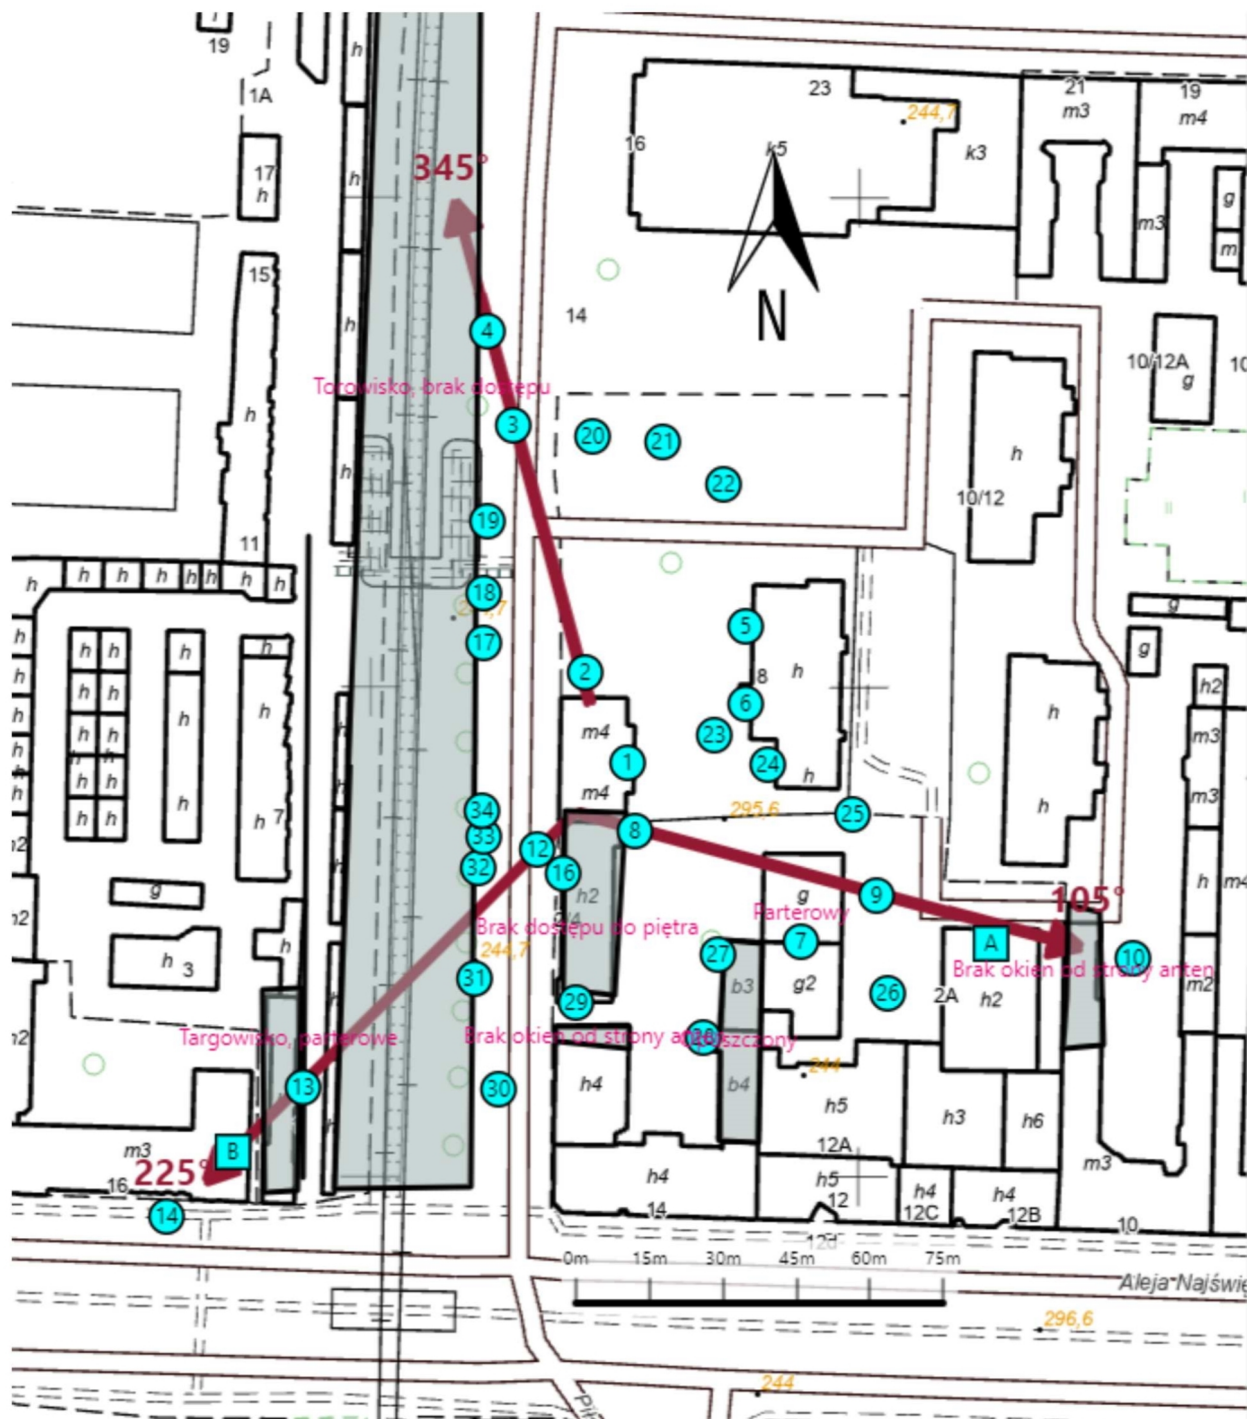 19
h
23
21
m3
19
m4
1A
244,7
16
k5
k3
17
h
345°
h
g
m3
m
15
14
N
4
h
10/12A
g
Torowisko, brak dostępu
h
3
20
21
h
22
10/12
19
11
h
h
h
h
h
h
h
h
18
g
17
5
h
h
h
h
g
2
8
h
h2
h
h
h
6
h
m4
23
m3
h
h
1
24
h
h
m4
34
295,6
25
m3
h
7
33
12
8
h
32
16
g
h2
g
9
105°
h
m4
Brak dostępu do piętra
Parterowy
h
h
3
27
7
A
10
244,7
Brak okien od strony anten
31
b3
g2
26
2A
h2
m2
29
Targowisko, parterowe
Brak okien od strony
244
13
30
h4
b4
h5
h3
h6
B
m3
12A
m3
225°
16
h4
h5
h4
h4
14
14
12
12C
12B
10
0m 15m 30m 45m 60m 75m
Aleja Najświę
296,6
244